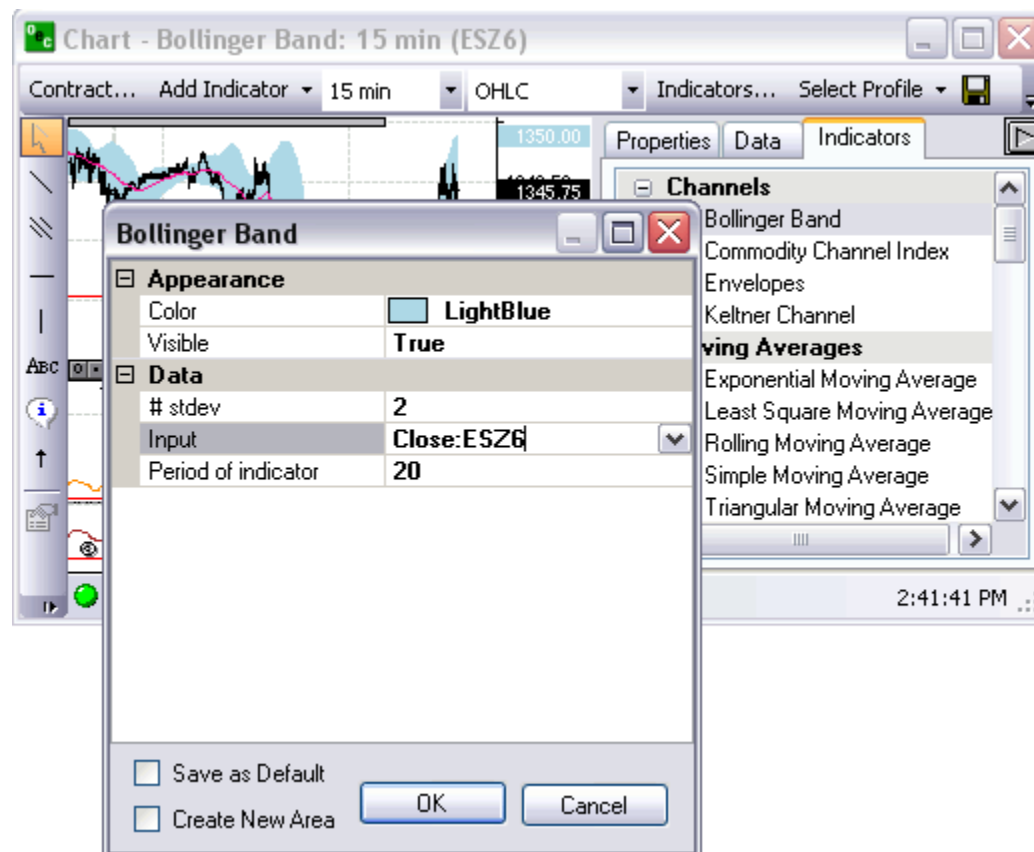 OEC Chart - Bollinger Band: 15 min (ESZ6)
Contract... Add Indicator 15 min OHLC Indicators... Select Profile
1350.00
1345.75
Properties Data Indicators
Channels
Bollinger Band
Commodity Channel Index
Envelopes
Keltner Channel
ving Averages
Exponential Moving Average
Least Square Moving Average
Rolling Moving Average
Simple Moving Average
Triangular Moving Average
ABC
Bollinger Band
Appearance
Color LightBlue
Visible True
Data
# stdev 2
Input Close:ESZ6
Period of indicator 20
Save as Default
Create New Area
OK Cancel
2:41:41 PM